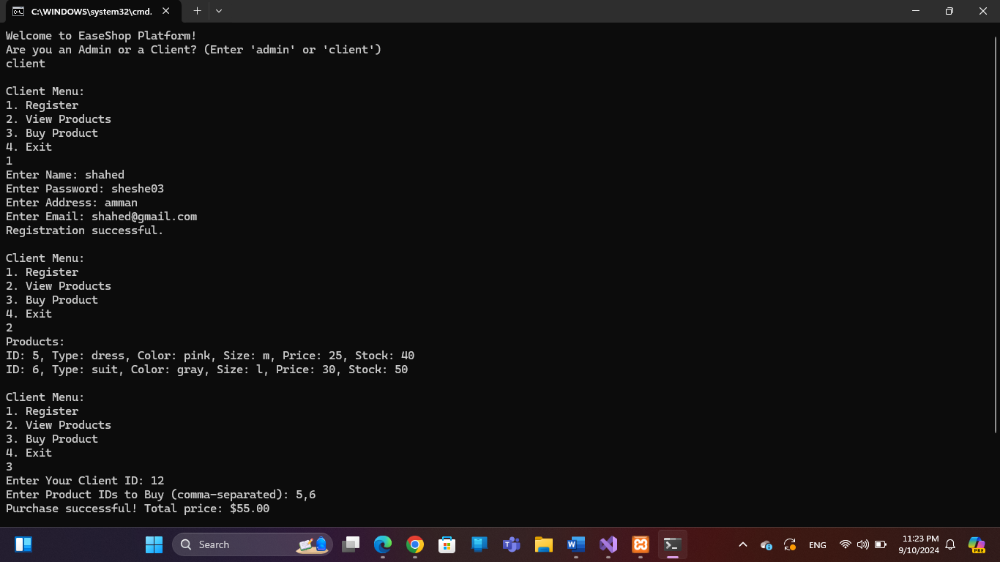 C:\WINDOWS\system32\cmd.
Welcome to EaseShop Platform!
Are you an Admin or a Client? (Enter 'admin' or 'client')
client
Client Menu:
1. Register
2. View Products
3. Buy Product
4. Exit
1
Enter Name: shahed
Enter Password: sheshe03
Enter Address: amman
Enter Email: shahed@gmail.com
Registration successful.
Client Menu:
1. Register
2. View Products
3. Buy Product
4. Exit
2
Products:
ID: 5, Type: dress, Color: pink, Size: m, Price: 25, Stock: 40
ID: 6, Type: suit, Color: gray, Size: l, Price: 30, Stock: 50
Client Menu:
1. Register
2. View Products
3. Buy Product
4. Exit
3
Enter Your Client ID: 12
Enter Product IDs to Buy (comma-separated): 5,6
Purchase successful! Total price: $55.00
Search
ENG
11:23 PM
9/10/2024
PRE